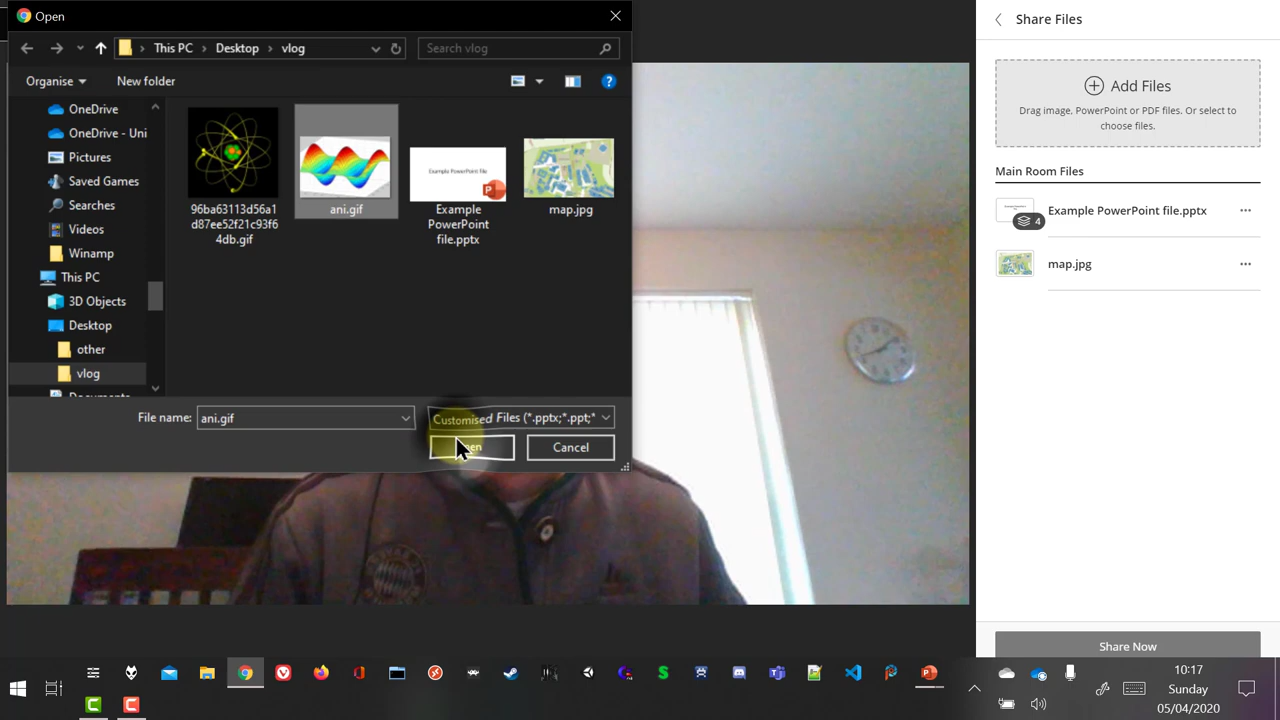 Open
This PC
Desktop
vlog
Search vlog
Organise
New folder
OneDrive
OneDrive - Uni
Pictures
Saved Games
Searches
Videos
Winamp
This PC
3D Objects
Desktop
other
vlog
96ba63113d56a1
d87ee52f21c93f6
4db.gif
ani.gif
Example PowerPoint File
Example
PowerPoint
file.pptx
map.jpg
File name:
ani.gif
Customised Files (*.pptx;*.ppt;*
Cancel
Share Files
Add Files
Drag image, PowerPoint or PDF files. Or select to
choose files.
Main Room Files
4
Example PowerPoint file.pptx
map.jpg
Share Now
10:17
Sunday
05/04/2020